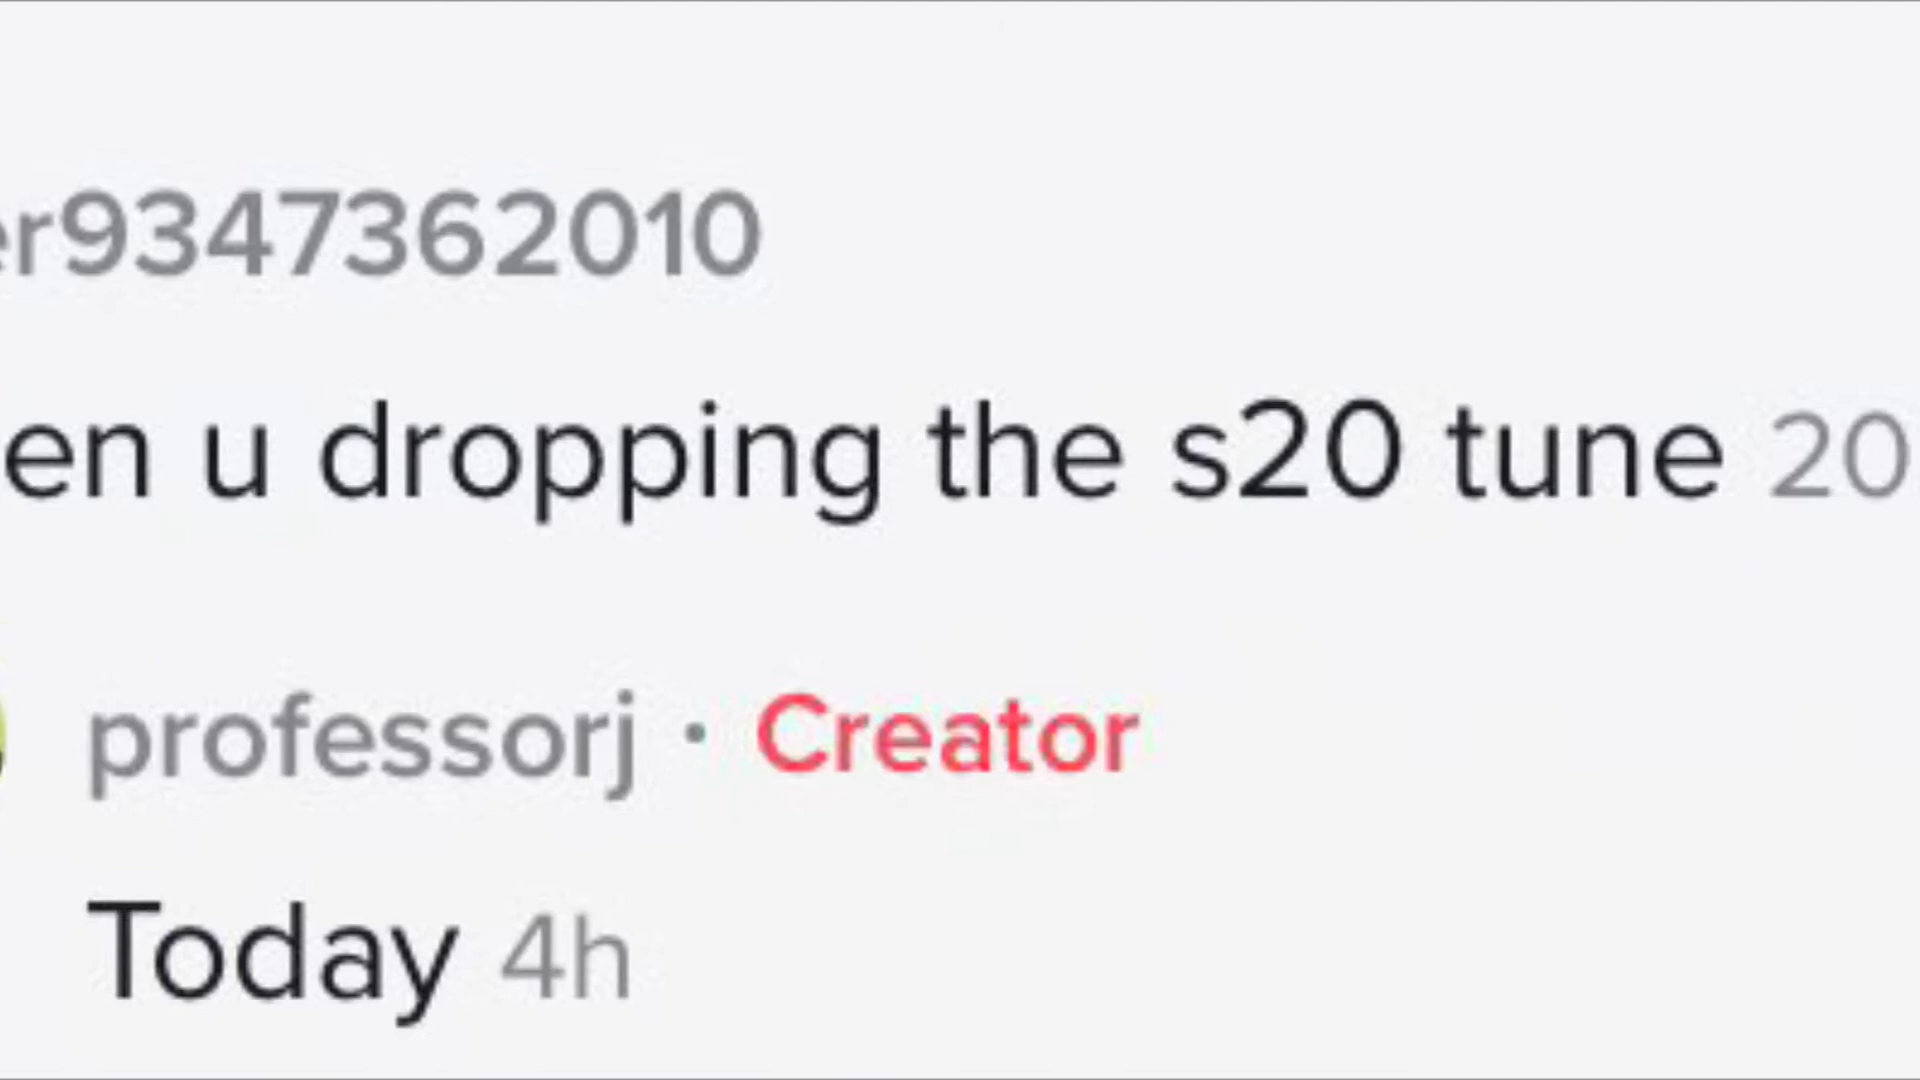 er9347362010
en u dropping the s20 tune 20
professorj · Creator
Today 4h